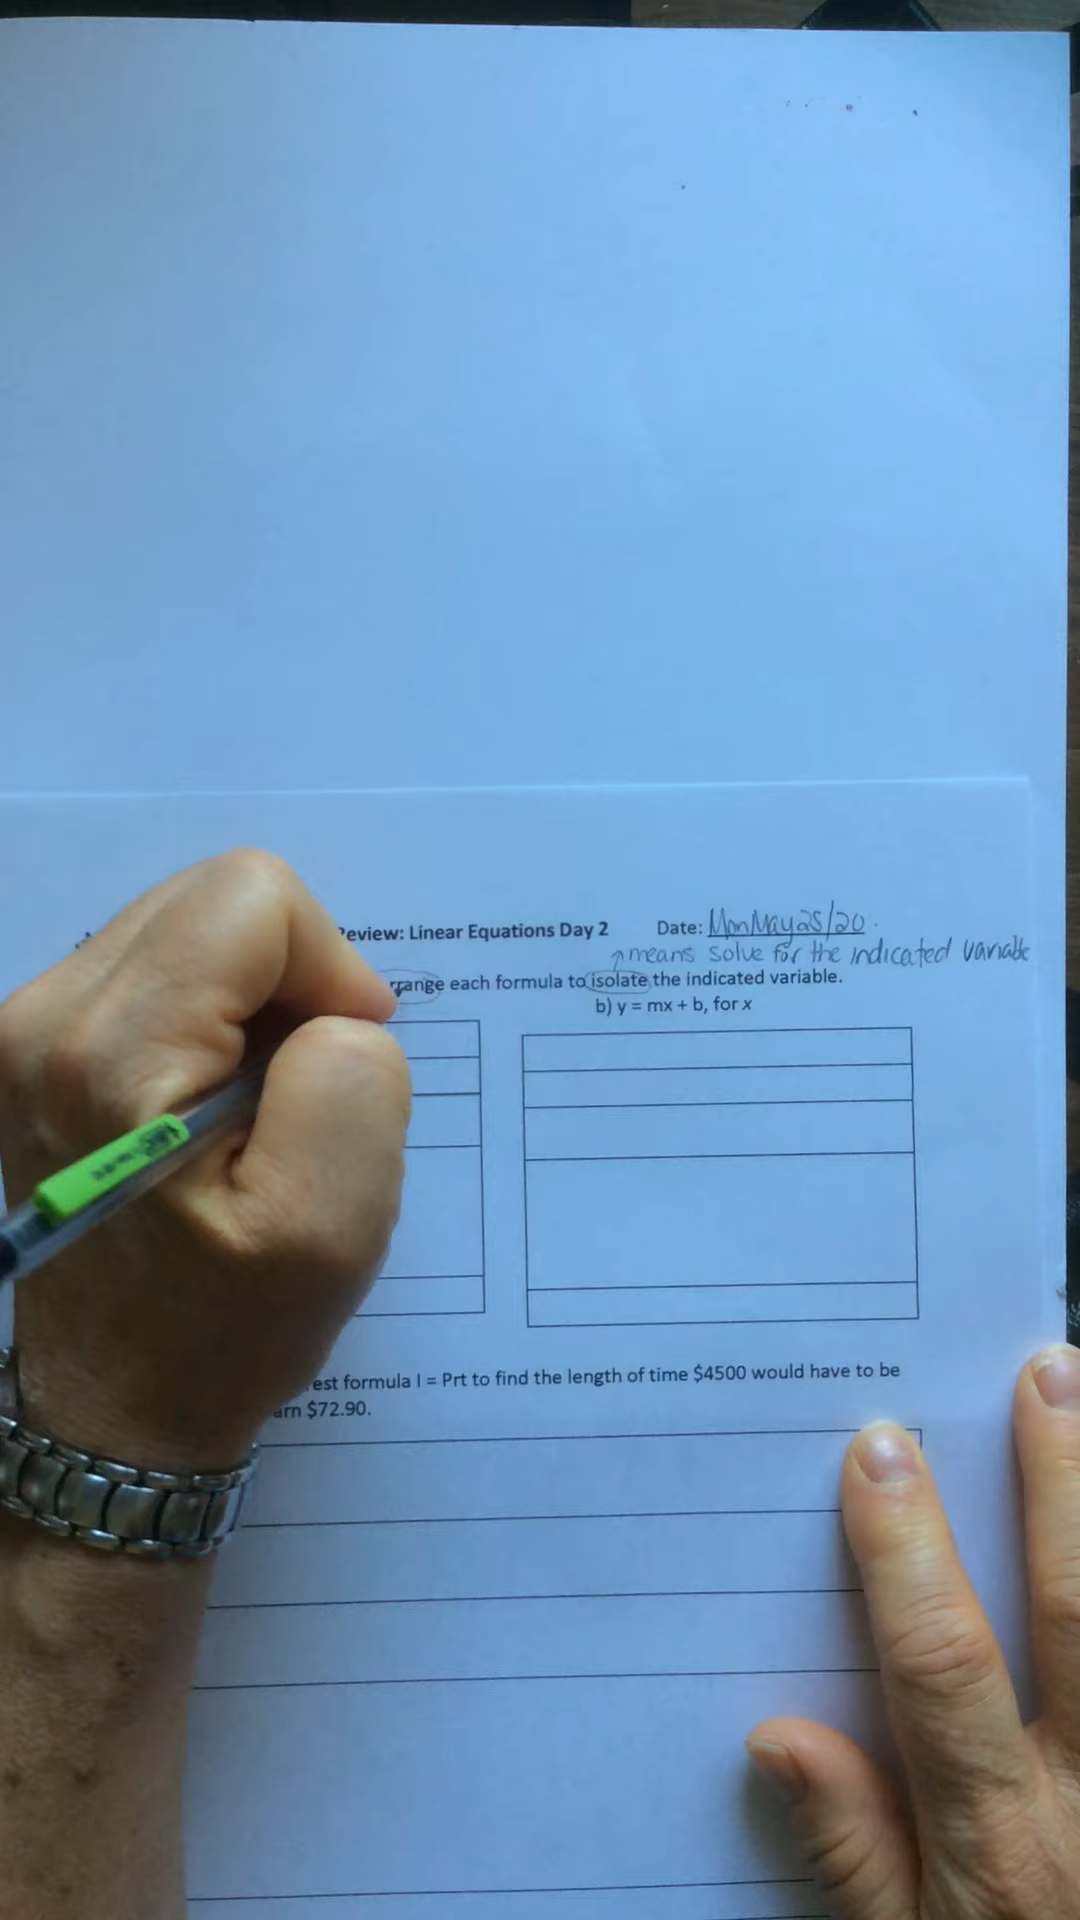 Review: Linear Equations Day 2 Date: Mon May 25/20.
↑ means solve for the indicated variable
rrange each formula to isolate the indicated variable.
b) y = mx + b, for x
est formula I = Prt to find the length of time $4500 would have to be
arn $72.90.